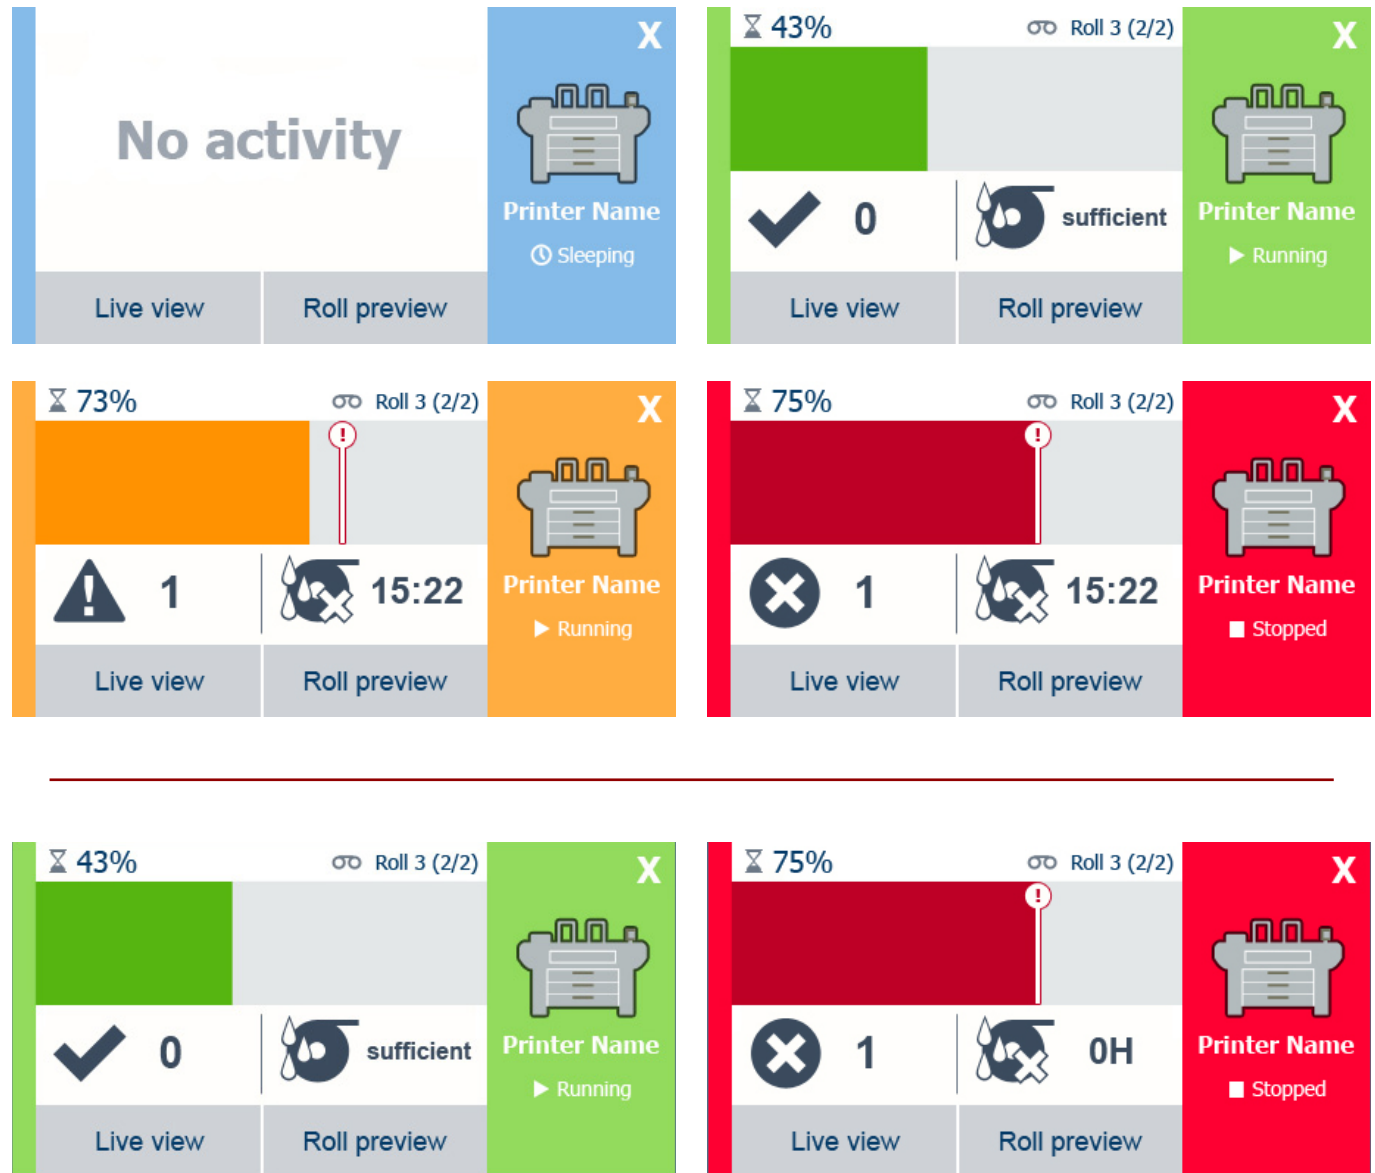 X
No activity
Printer Name
Sleeping
Live view
Roll preview
43%
Roll 3 (2/2)
X
0
sufficient
Printer Name
Running
Live view
Roll preview
73%
Roll 3 (2/2)
X
!
!
1
15:22
Printer Name
Running
Live view
Roll preview
75%
Roll 3 (2/2)
X
!
1
15:22
Printer Name
Stopped
Live view
Roll preview
43%
Roll 3 (2/2)
X
0
sufficient
Printer Name
Running
Live view
Roll preview
75%
Roll 3 (2/2)
X
!
1
0H
Printer Name
Stopped
Live view
Roll preview